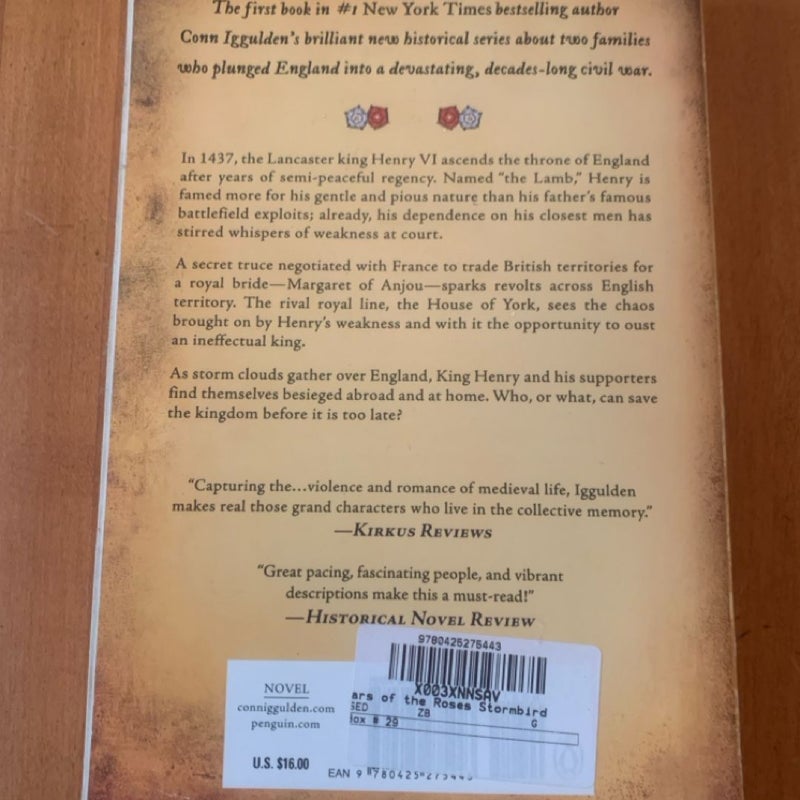 The first book in #1 New York Times bestselling author
Conn Iggulden's brilliant new historical series about two families
who plunged England into a devastating, decades-long civil war.
In 1437, the Lancaster king Henry VI ascends the throne of England
after years of semi-peaceful regency. Named “the Lamb,” Henry is
famed more for his gentle and pious nature than his father's famous
battlefield exploits; already, his dependence on his closest men has
stirred whispers of weakness at court.
A secret truce negotiated with France to trade British territories for
a royal bride—Margaret of Anjou—sparks revolts across English
territory. The rival royal line, the House of York, sees the chaos
brought on by Henry's weakness and with it the opportunity to oust
an ineffectual king.
As storm clouds gather over England, King Henry and his supporters
find themselves besieged abroad and at home. Who, or what, can save
the kingdom before it is too late?
“Capturing the...violence and romance of medieval life, Iggulden
makes real those grand characters who live in the collective memory.”
—KIRKUS REVIEWS
“Great pacing, fascinating people, and vibrant
descriptions make this a must-read!”
—HISTORICAL NOVEL REVIEW
9780425275443
X003XNNSAV
ars of the Roses Stormbird
SED Z8 G
ox # 29
NOVEL
conniggulden.com
penguin.com
U.S. $16.00
EAN 9 780425 275443